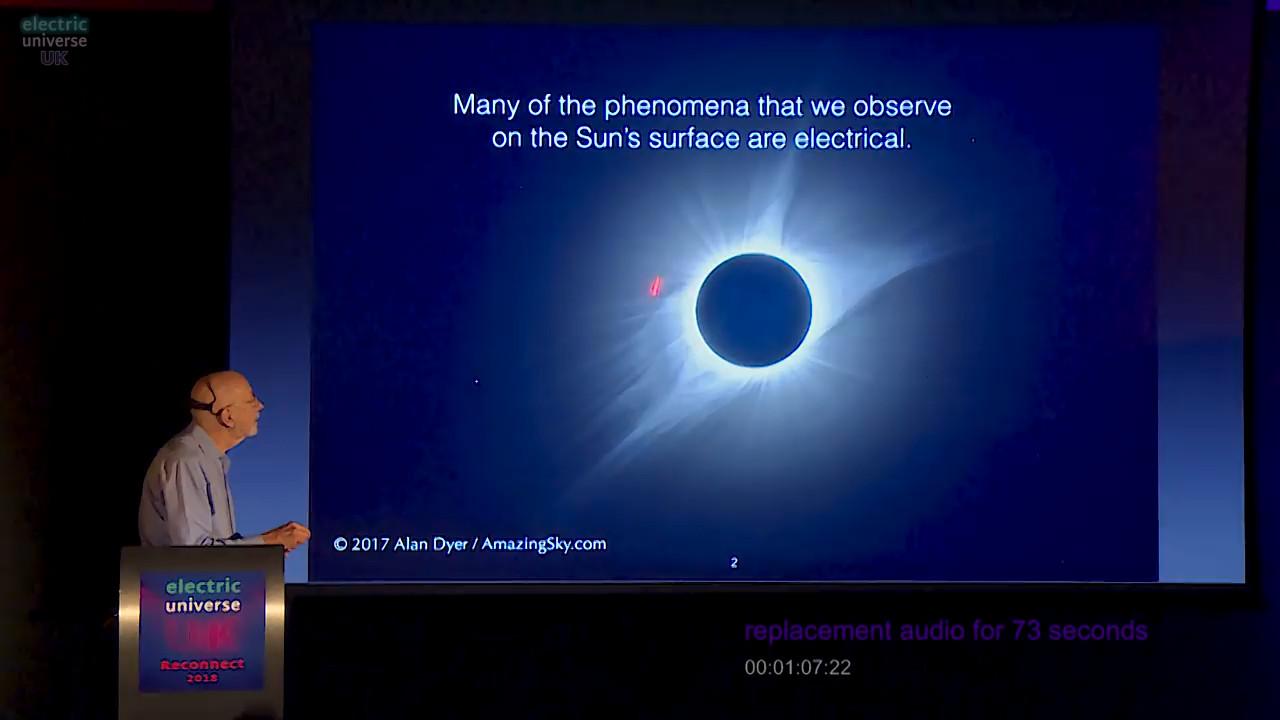 electric
universe
UK
Many of the phenomena that we observe
on the Sun's surface are electrical.
© 2017 Alan Dyer / AmazingSky.com
2
electric
universe
UK
Reconnect
2018
replacement audio for 73 seconds
00:01:07:22